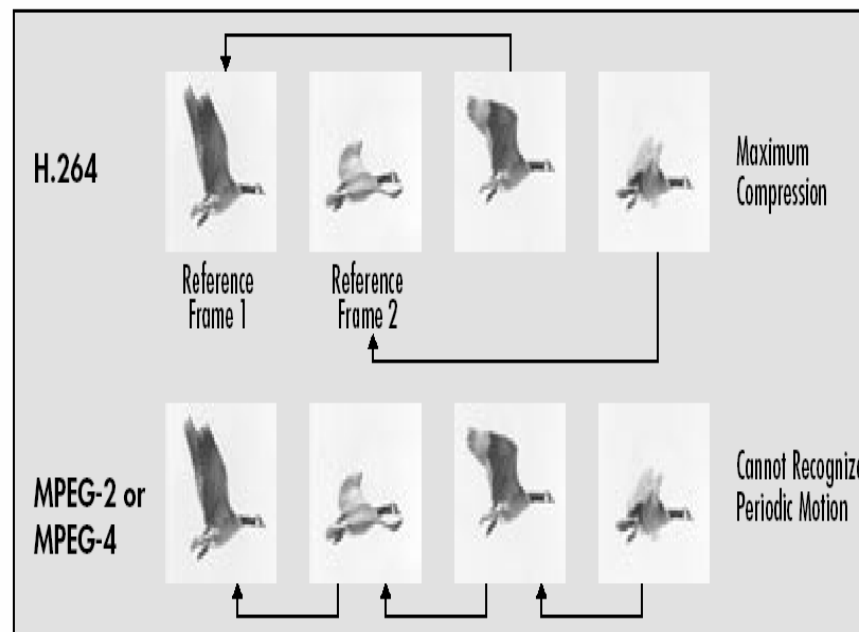 H.264
Maximum
Compression
Reference
Frame 1
Reference
Frame 2
MPEG-2 or
MPEG-4
Cannot Recognize
Periodic Motion